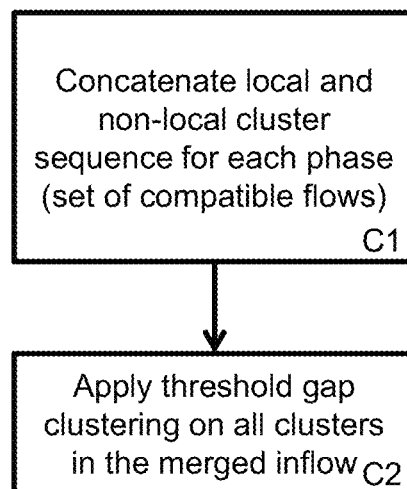 Concatenate local and
non-local cluster
sequence for each phase
(set of compatible flows)
C1
Apply threshold gap
clustering on all clusters
in the merged inflow
C2